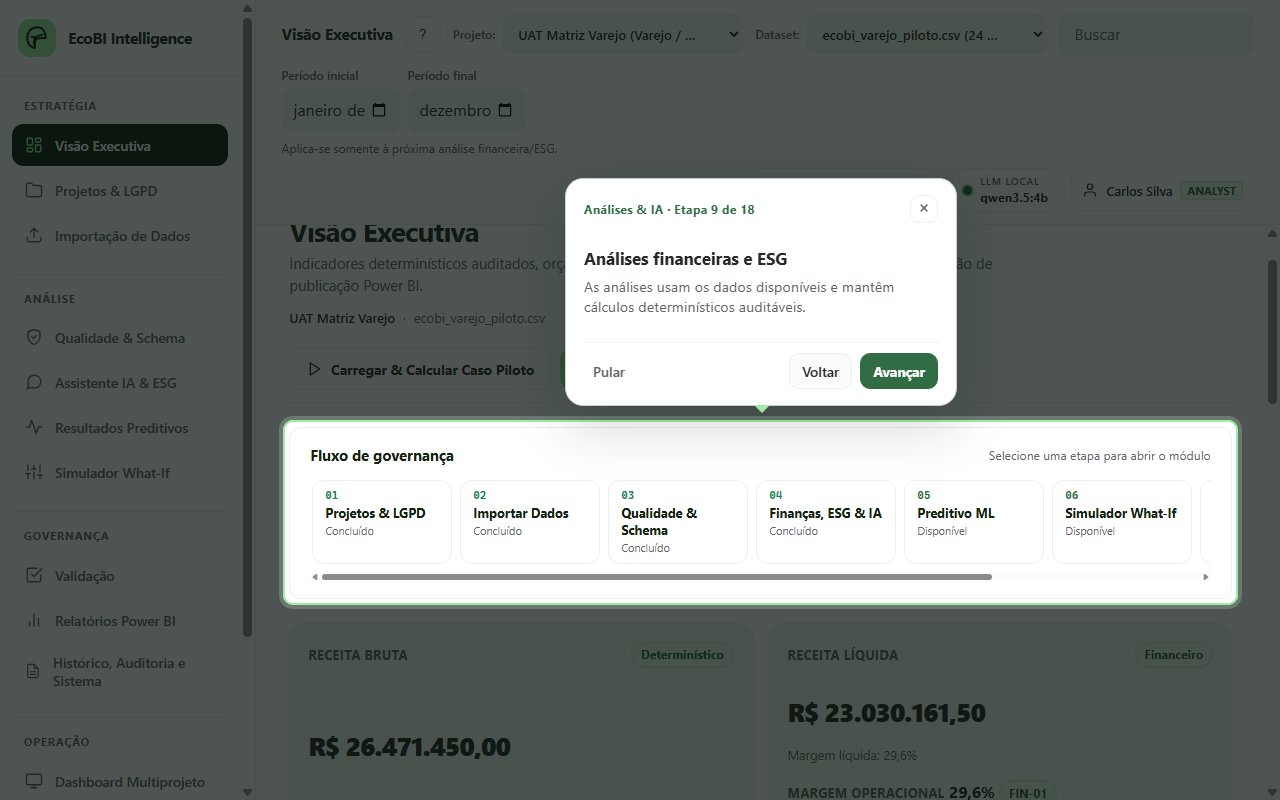 EcoBI Intelligence
ESTRATÉGIA
Visão Executiva
Projetos & LGPD
Importação de Dados
ANÁLISE
Qualidade & Schema
Assistente IA & ESG
Resultados Preditivos
Simulador What-If
GOVERNANÇA
Validação
Relatórios Power BI
Histórico, Auditoria e
Sistema
OPERAÇÃO
Dashboard Multiprojeto
Visão Executiva
?
Projeto:
UAT Matriz Varejo (Varejo / ...
Dataset:
ecobi_varejo_piloto.csv (24 ...
Buscar
Período inicial
Período final
janeiro de
dezembro
Aplica-se somente à próxima análise financeira/ESG.
LLM LOCAL
qwen3.5:4b
Carlos Silva
ANALYST
Visão Executiva
Indicadores determinísticos auditados, orç
ão de
publicação Power BI.
UAT Matriz Varejo · ecobi_varejo_piloto.csv
Carregar & Calcular Caso Piloto
Análises & IA · Etapa 9 de 18
×
Análises financeiras e ESG
As análises usam os dados disponíveis e mantêm
cálculos determinísticos auditáveis.
Pular
Voltar
Avançar
Fluxo de governança
Selecione uma etapa para abrir o módulo
01
Projetos & LGPD
Concluído
02
Importar Dados
Concluído
03
Qualidade &
Schema
Concluído
04
Finanças, ESG & IA
Concluído
05
Preditivo ML
Disponível
06
Simulador What-If
Disponível
RECEITA BRUTA
Determinístico
R$ 26.471.450,00
RECEITA LÍQUIDA
Financeiro
R$ 23.030.161,50
Margem líquida: 29,6%
MARGEM OPERACIONAL 29,6% FIN-01